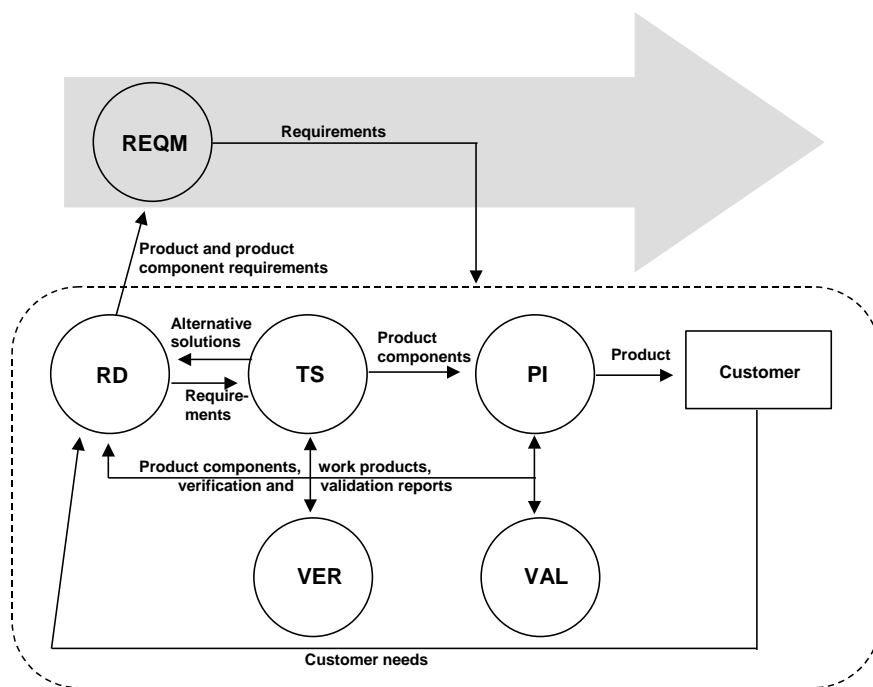 REQM
Requirements
Product and product
component requirements
Alternative
solutions
RD
Require-
ments
TS
Product
components
PI
Product
Customer
Product components, work products,
verification and validation reports
VER
VAL
Customer needs